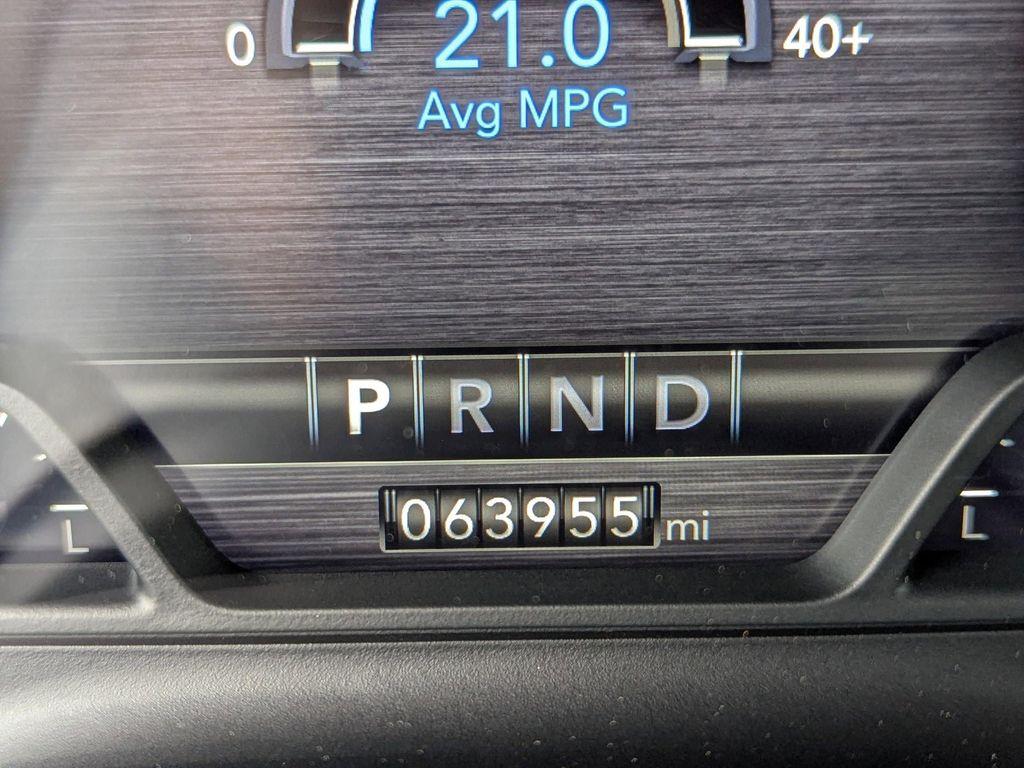 0 21.0 40+
Avg MPG
P R N D
L 063955 mi L